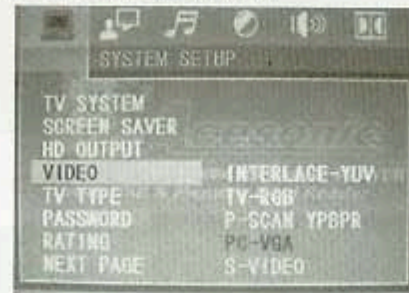 SYSTEM SETUP
TV SYSTEM
SCREEN SAVER
HD OUTPUT
VIDEO INTERLACE-YUV
TV TYPE TV-RGB
PASSWORD P-SCAN YPBPR
RATING PC-VGA
NEXT PAGE S-VIDEO